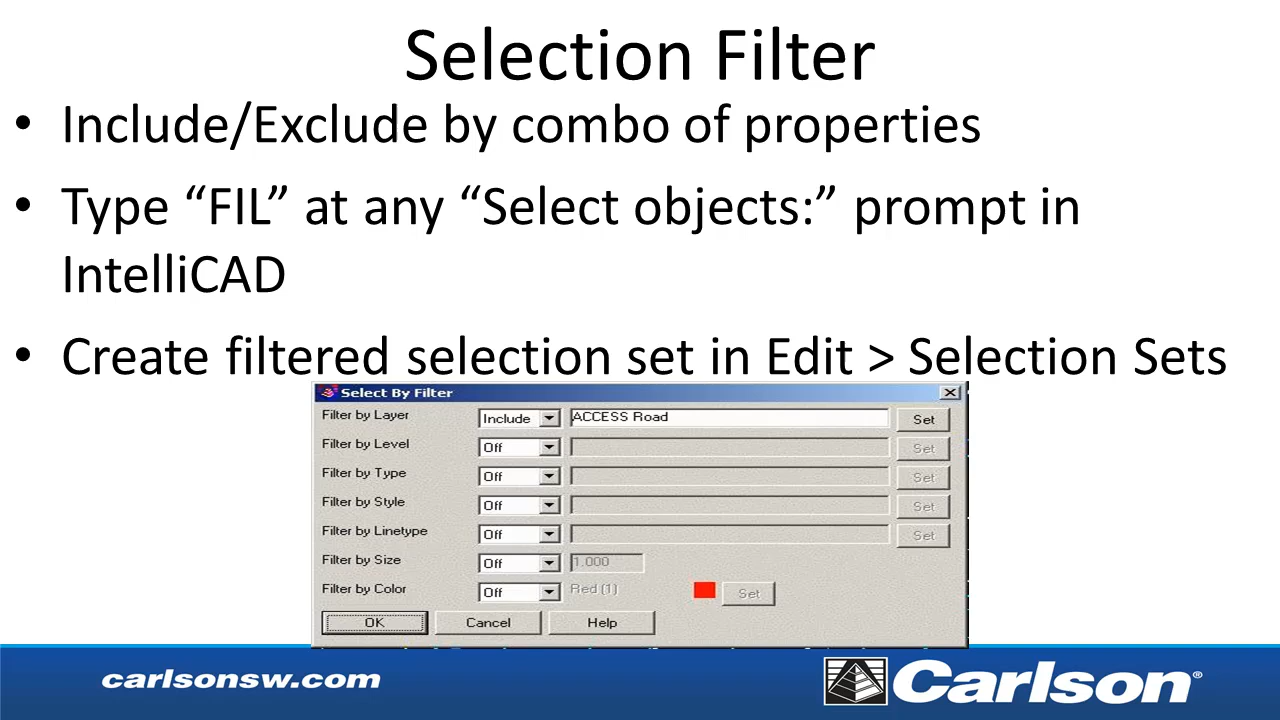 Selection Filter
• Include/Exclude by combo of properties
• Type “FIL” at any “Select objects:” prompt in
IntelliCAD
• Create filtered selection set in Edit > Selection Sets
Select By Filter
Filter by Layer Include ACCESS Road Set
Filter by Level Off Set
Filter by Type Off Set
Filter by Style Off Set
Filter by Linetype Off Set
Filter by Size Off 1.000
Filter by Color Off Red (1) Set
OK Cancel Help
carlsonsw.com
Carlson®